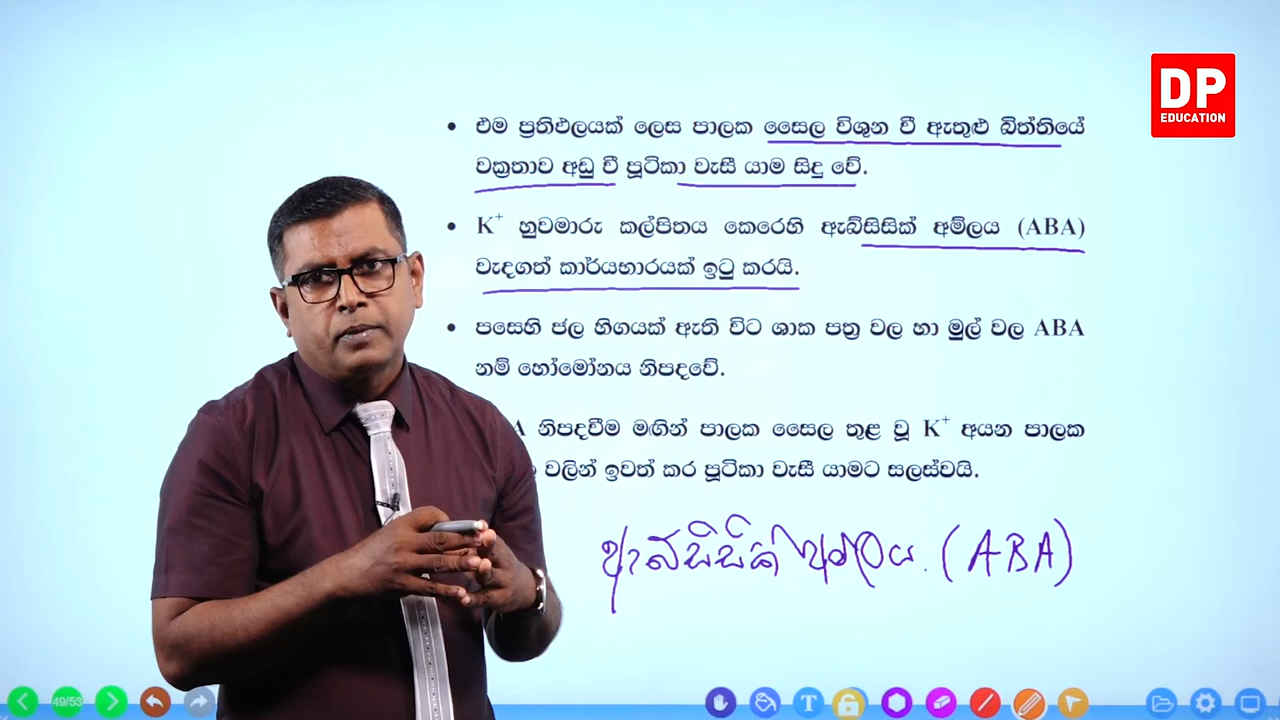 DP
EDUCATION
• එම ප්‍රතිඵලයක් ලෙස පාලක සෛල විශූන වී ඇතුළු බිත්තියේ
වක්‍රතාව අඩු වී පූටිකා වැසී යාම සිදු වේ.
• K⁺ හුවමාරු කල්පිතය කෙරෙහි ඇබ්සිසික් අම්ලය (ABA)
වැදගත් කාර්යභාරයක් ඉටු කරයි.
• පසෙහි ජල හිගයක් ඇති විට ශාක පත්‍ර වල හා මුල් වල ABA
නම් හෝමෝනය නිපදවේ.
නිපදවීම මඟින් පාලක සෛල තුළ වූ K⁺ අයන පාලක
වලින් ඉවත් කර පූටිකා වැසී යාමට සලස්වයි.
ඇබ්සිසික් අම්ලය. (ABA)
49/53